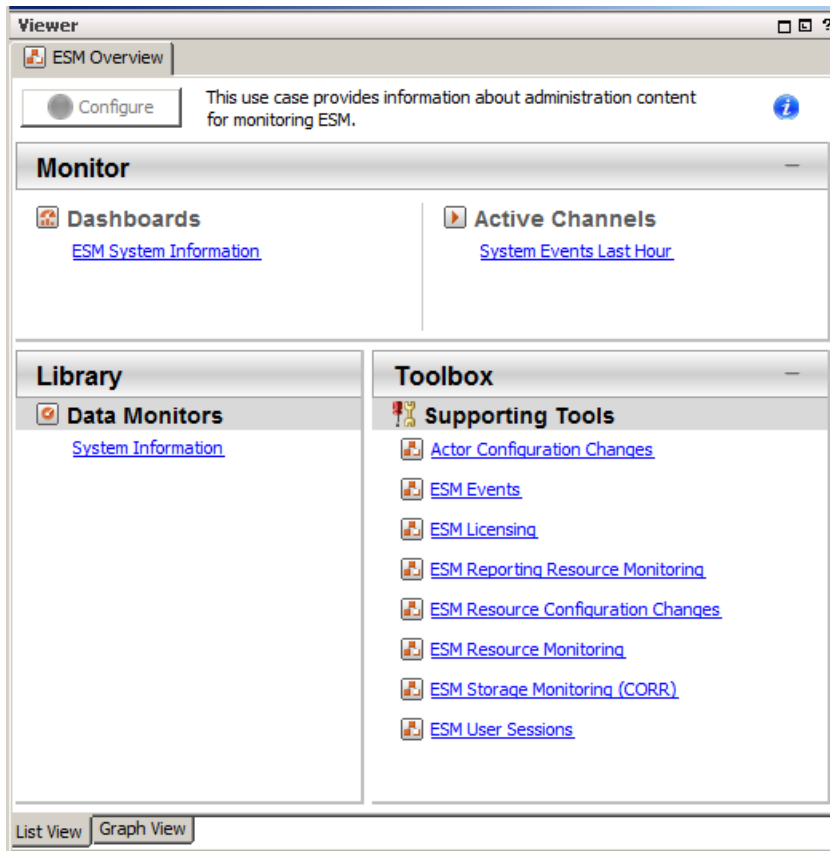 Viewer
ESM Overview
Configure
This use case provides information about administration content
for monitoring ESM.
Monitor
Dashboards
ESM System Information
Active Channels
System Events Last Hour
Library
Data Monitors
System Information
Toolbox
Supporting Tools
Actor Configuration Changes
ESM Events
ESM Licensing
ESM Reporting Resource Monitoring
ESM Resource Configuration Changes
ESM Resource Monitoring
ESM Storage Monitoring (CORR)
ESM User Sessions
List View
Graph View